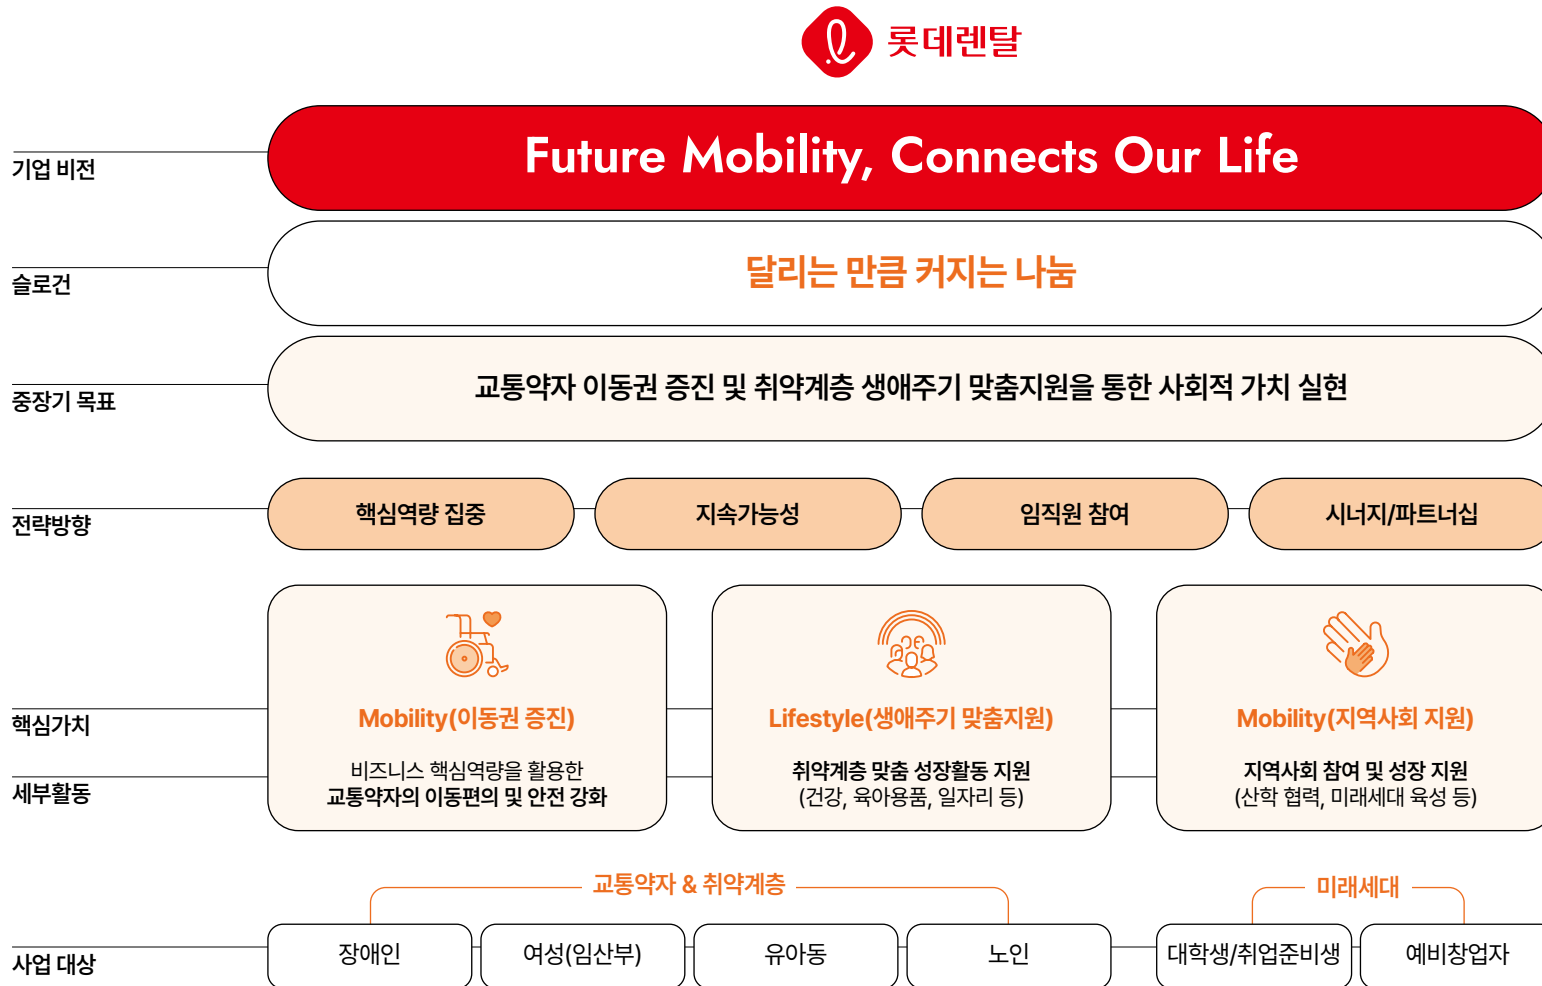 롯데렌탈
기업 비전
Future Mobility, Connects Our Life
슬로건
달리는 만큼 커지는 나눔
중장기 목표
교통약자 이동권 증진 및 취약계층 생애주기 맞춤지원을 통한 사회적 가치 실현
전략방향
핵심역량 집중
지속가능성
임직원 참여
시너지/파트너십
핵심가치
Mobility(이동권 증진)
Lifestyle(생애주기 맞춤지원)
Mobility(지역사회 지원)
세부활동
비즈니스 핵심역량을 활용한
교통약자의 이동편의 및 안전 강화
취약계층 맞춤 성장활동 지원
(건강, 육아용품, 일자리 등)
지역사회 참여 및 성장 지원
(산학 협력, 미래세대 육성 등)
교통약자 & 취약계층
미래세대
사업 대상
장애인
여성(임산부)
유아동
노인
대학생/취업준비생
예비창업자